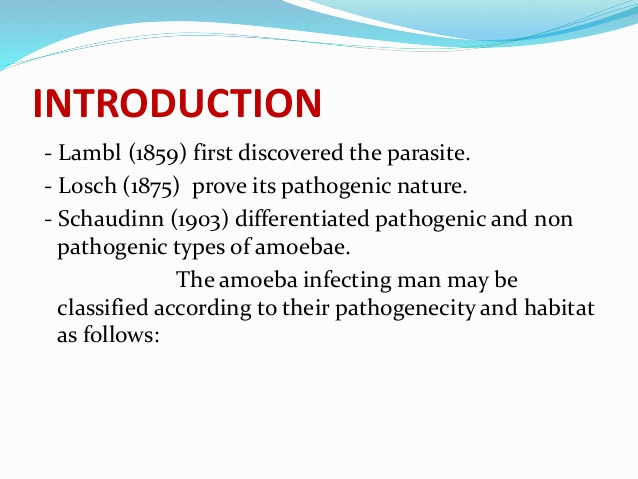 INTRODUCTION
- Lambl (1859) first discovered the parasite.
- Losch (1875) prove its pathogenic nature.
- Schaudinn (1903) differentiated pathogenic and non
pathogenic types of amoebae.
The amoeba infecting man may be
classified according to their pathogenecity and habitat
as follows: